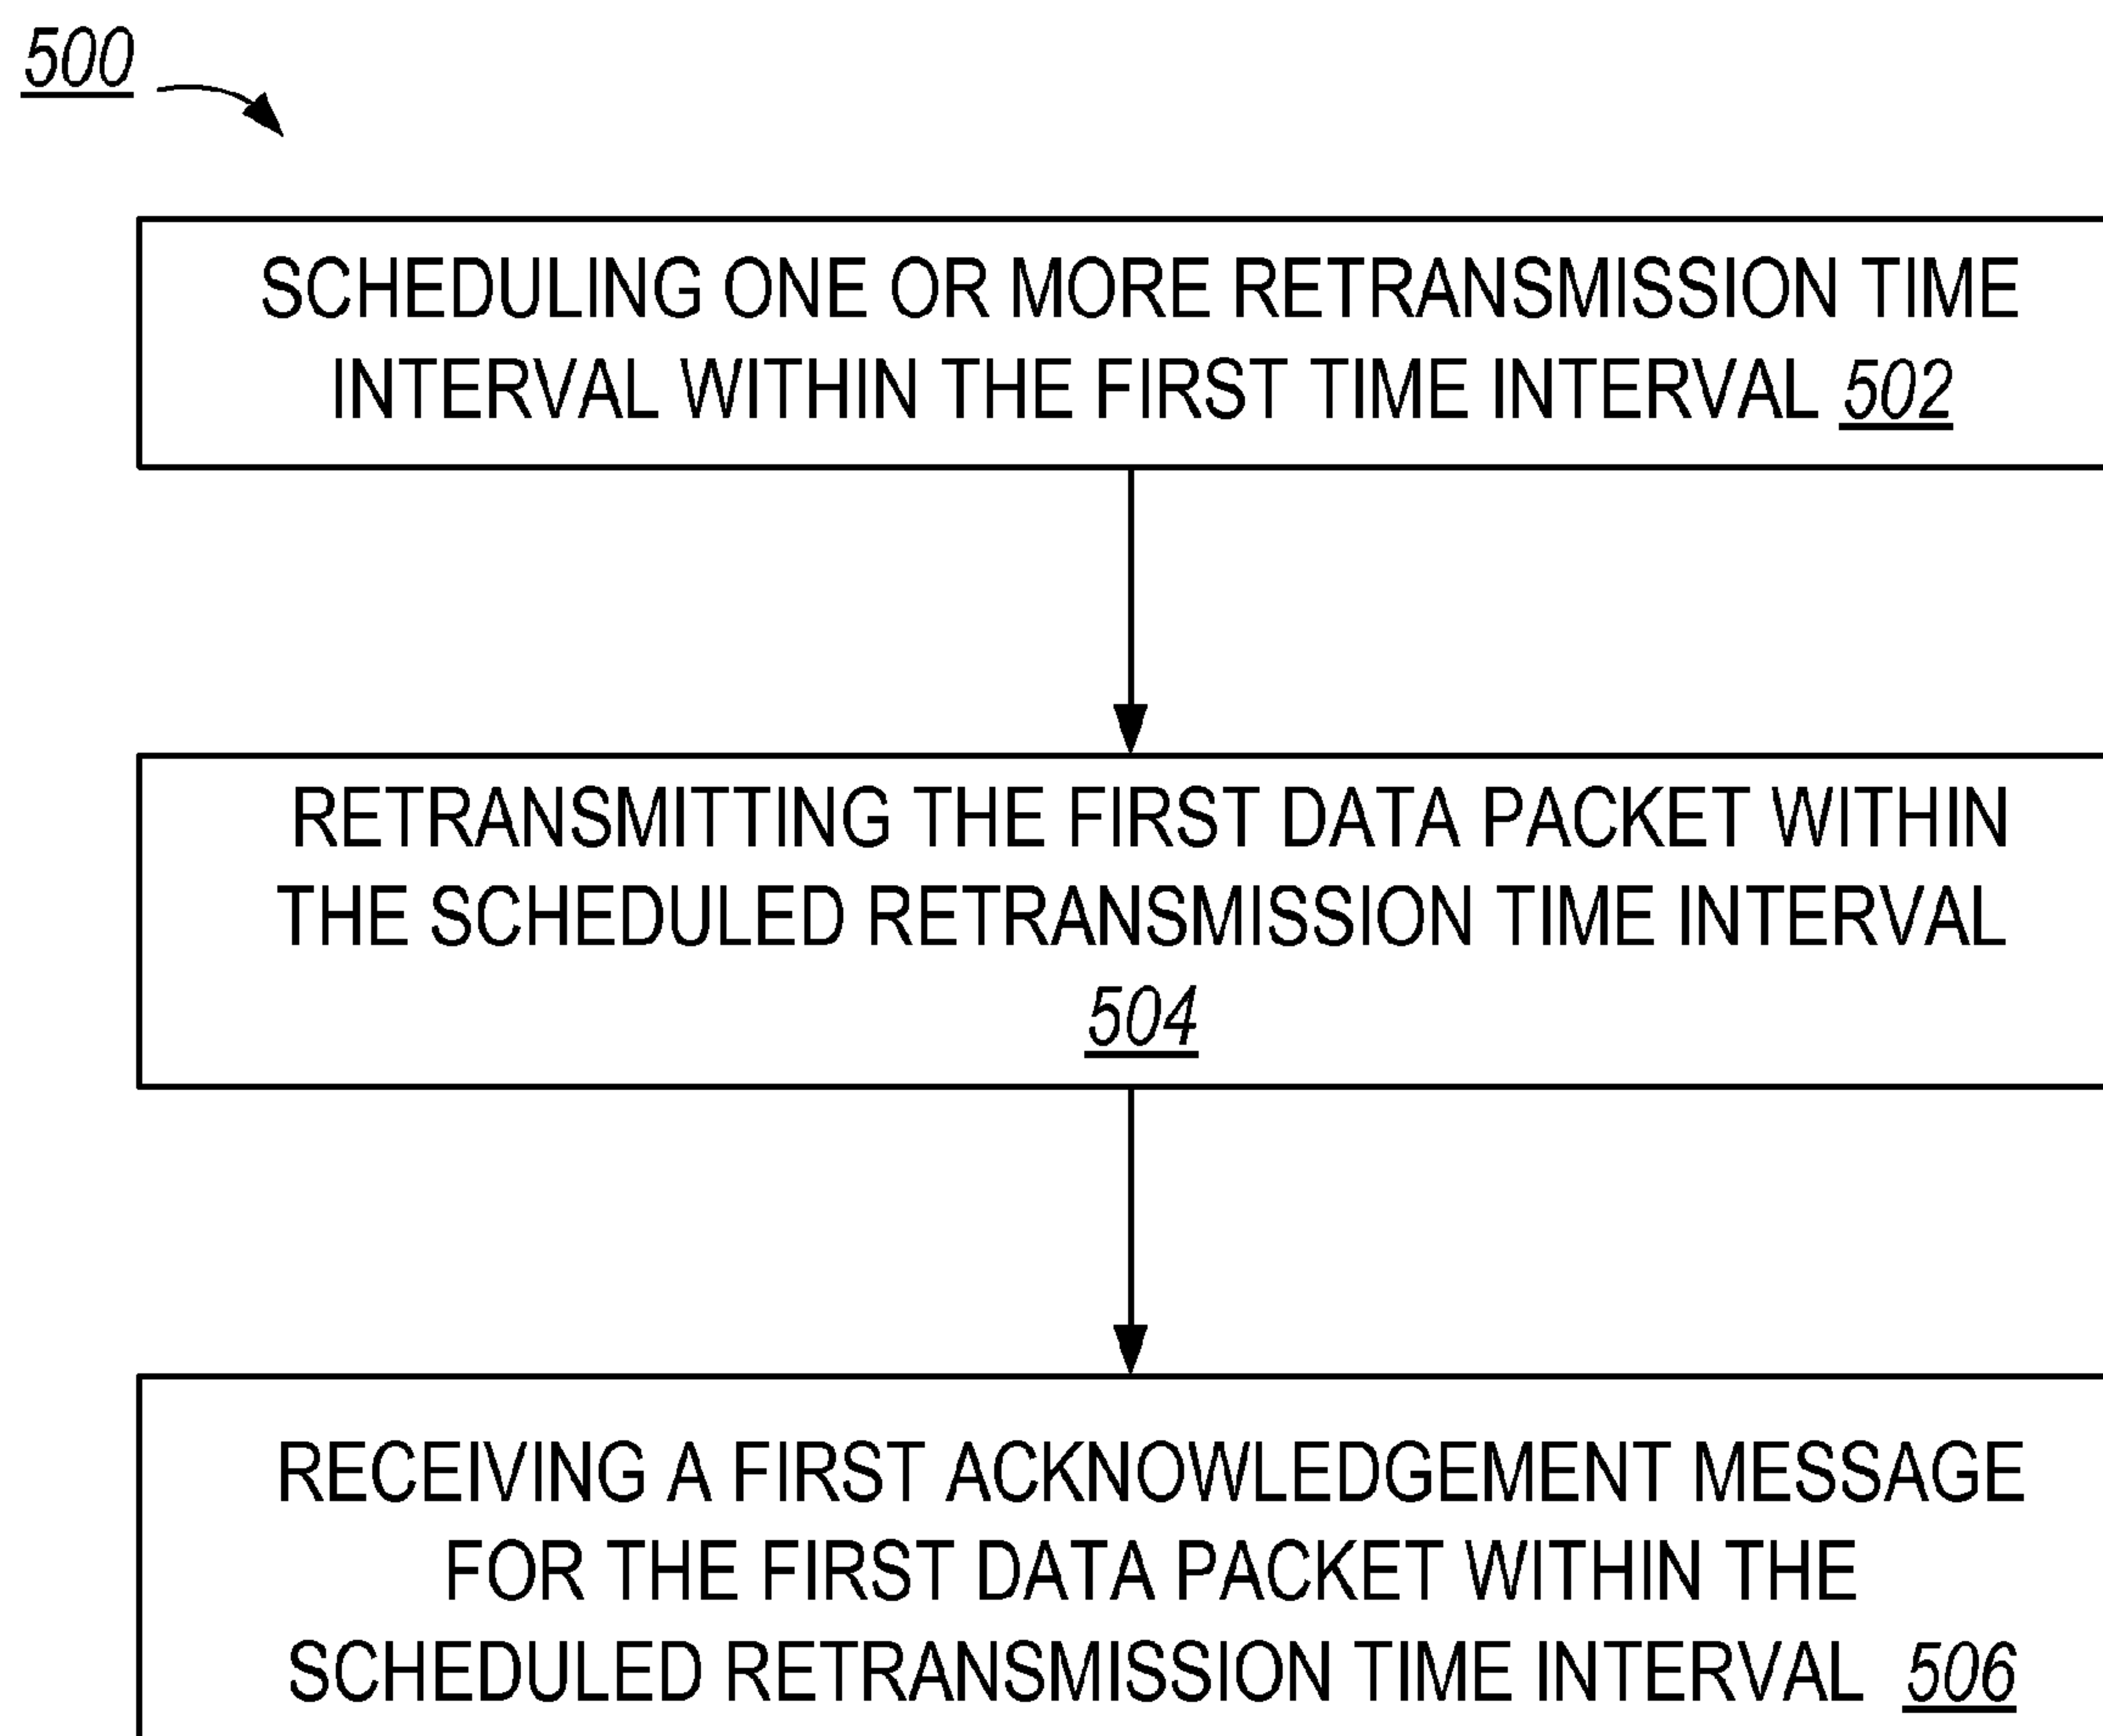 500
SCHEDULING ONE OR MORE RETRANSMISSION TIME
INTERVAL WITHIN THE FIRST TIME INTERVAL 502
RETRANSMITTING THE FIRST DATA PACKET WITHIN
THE SCHEDULED RETRANSMISSION TIME INTERVAL
504
RECEIVING A FIRST ACKNOWLEDGEMENT MESSAGE
FOR THE FIRST DATA PACKET WITHIN THE
SCHEDULED RETRANSMISSION TIME INTERVAL 506